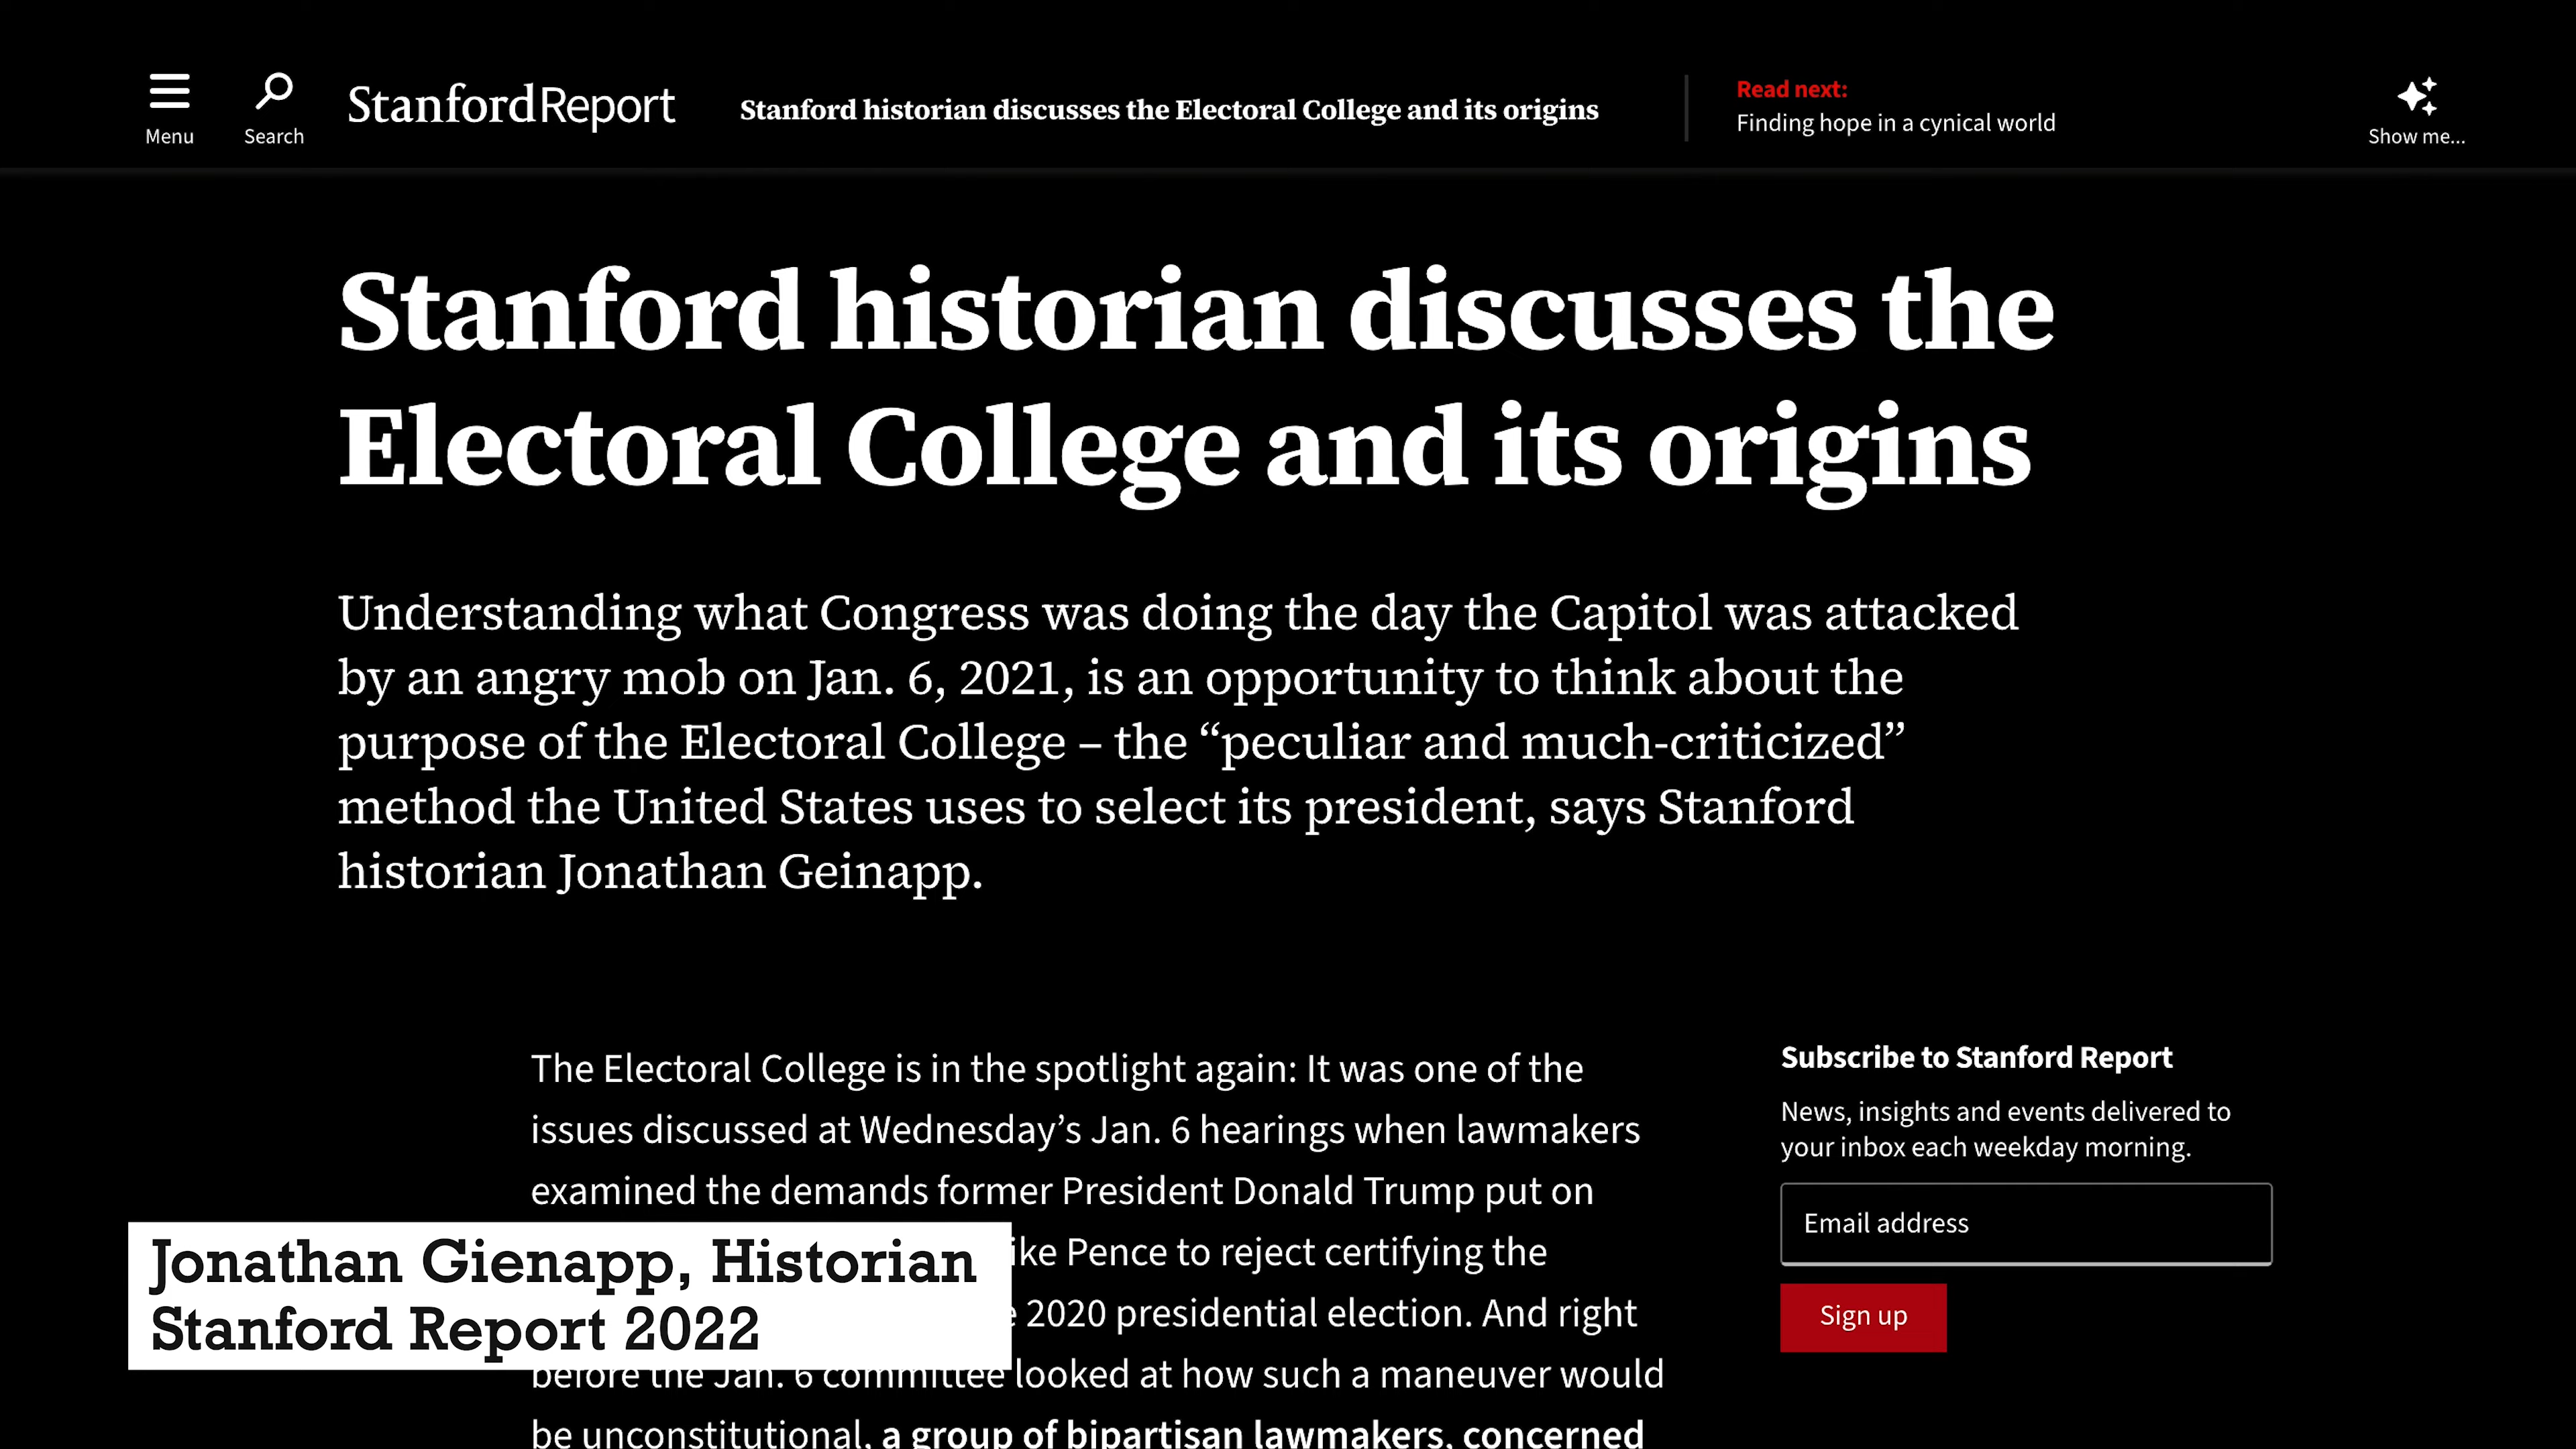 Menu
Search
StanfordReport
Stanford historian discusses the Electoral College and its origins
Read next:
Finding hope in a cynical world
Show me...
Stanford historian discusses the
Electoral College and its origins
Understanding what Congress was doing the day the Capitol was attacked
by an angry mob on Jan. 6, 2021, is an opportunity to think about the
purpose of the Electoral College – the “peculiar and much-criticized”
method the United States uses to select its president, says Stanford
historian Jonathan Geinapp.
The Electoral College is in the spotlight again: It was one of the
issues discussed at Wednesday’s Jan. 6 hearings when lawmakers
examined the demands former President Donald Trump put on
ike Pence to reject certifying the
2020 presidential election. And right
before the Jan. 6 committee looked at how such a maneuver would
be unconstitutional, a group of bipartisan lawmakers, concerned
Subscribe to Stanford Report
News, insights and events delivered to
your inbox each weekday morning.
Email address
Sign up
Jonathan Gienapp, Historian
Stanford Report 2022